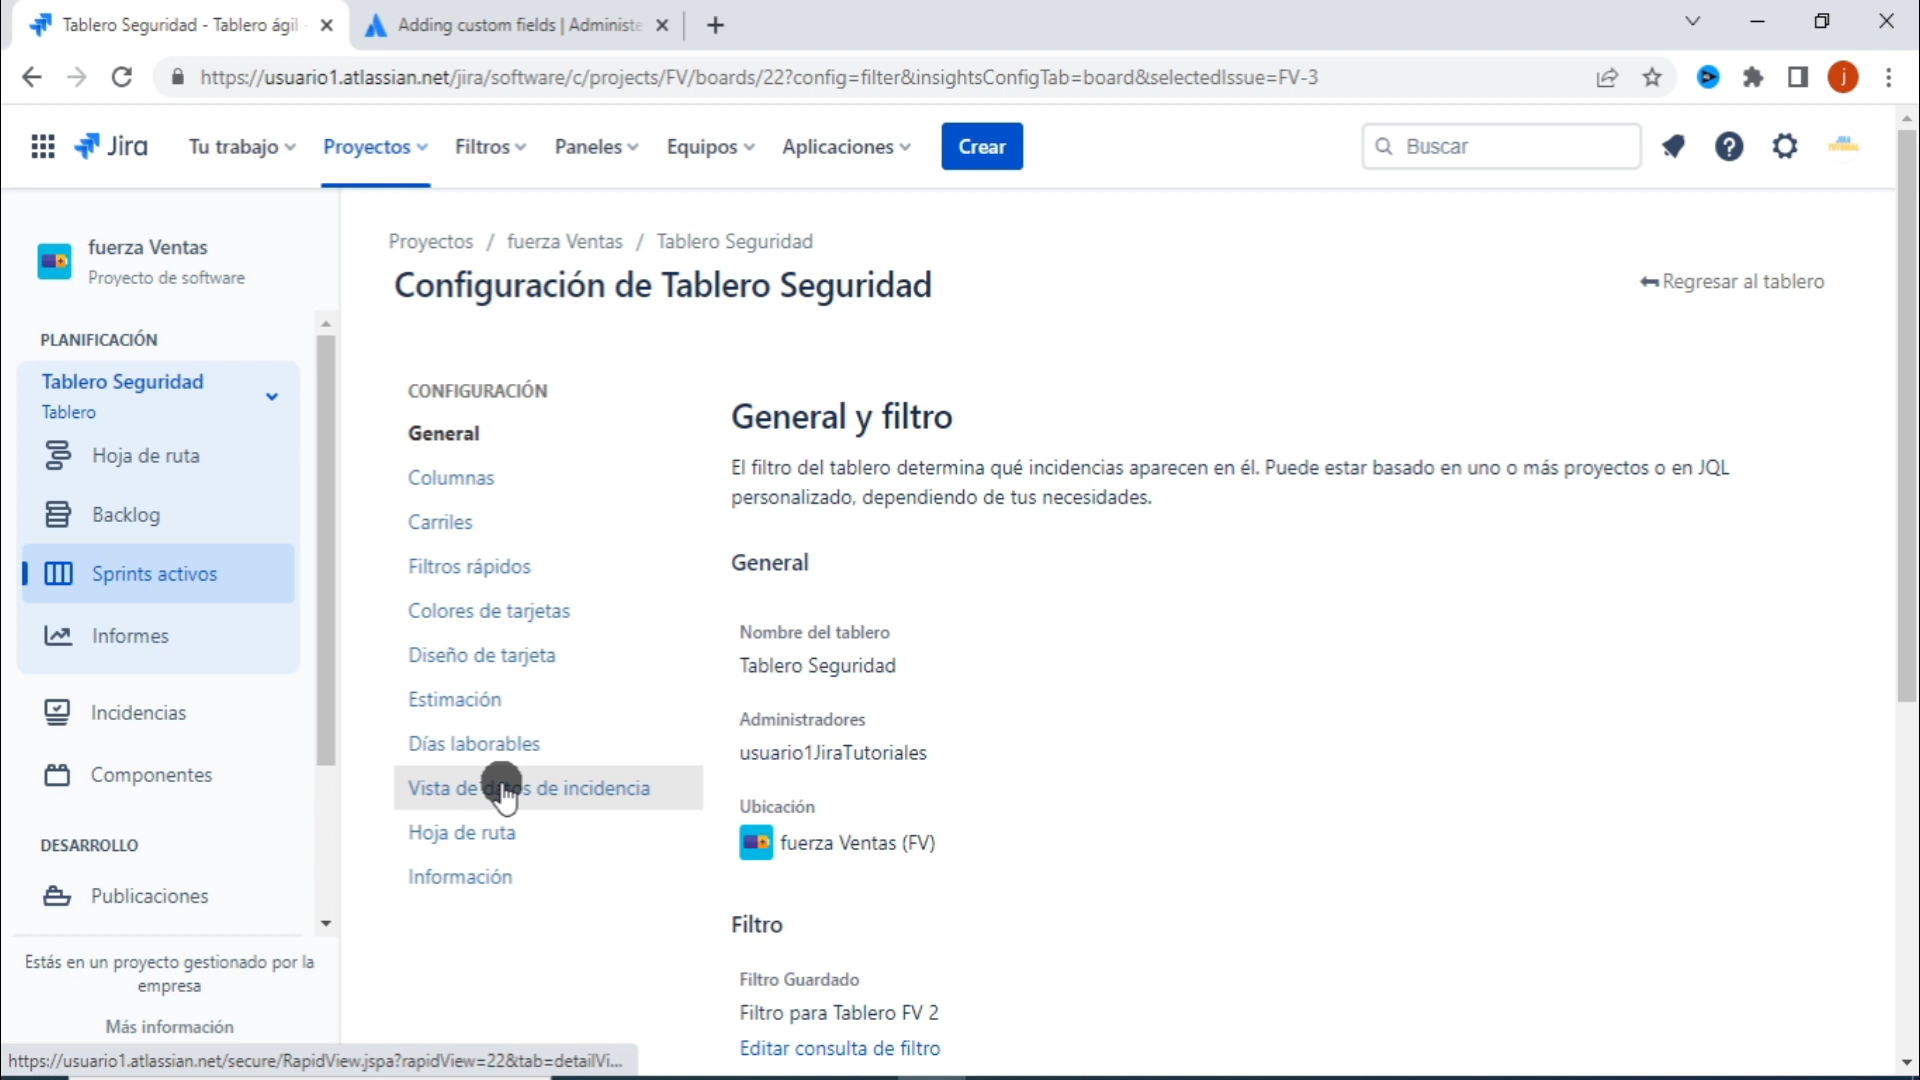 Tablero Seguridad - Tablero ágil -
Adding custom fields | Administe
https://usuario1.atlassian.net/jira/software/c/projects/FV/boards/22?config=filter&insightsConfigTab=board&selectedIssue=FV-3
j
Jira
Tu trabajo
Proyectos
Filtros
Paneles
Equipos
Aplicaciones
Crear
Buscar
JIRA
TUTORIAL
fuerza Ventas
Proyecto de software
PLANIFICACIÓN
Tablero Seguridad
Tablero
Hoja de ruta
Backlog
Sprints activos
Informes
Incidencias
Componentes
DESARROLLO
Publicaciones
Estás en un proyecto gestionado por la
empresa
Más información
https://usuario1.atlassian.net/secure/RapidView.jspa?rapidView=22&tab=detailVi...
Proyectos / fuerza Ventas / Tablero Seguridad
Configuración de Tablero Seguridad
Regresar al tablero
CONFIGURACIÓN
General
Columnas
Carriles
Filtros rápidos
Colores de tarjetas
Diseño de tarjeta
Estimación
Días laborables
Vista de datos de incidencia
Hoja de ruta
Información
General y filtro
El filtro del tablero determina qué incidencias aparecen en él. Puede estar basado en uno o más proyectos o en JQL
personalizado, dependiendo de tus necesidades.
General
Nombre del tablero
Tablero Seguridad
Administradores
usuario1JiraTutoriales
Ubicación
fuerza Ventas (FV)
Filtro
Filtro Guardado
Filtro para Tablero FV 2
Editar consulta de filtro